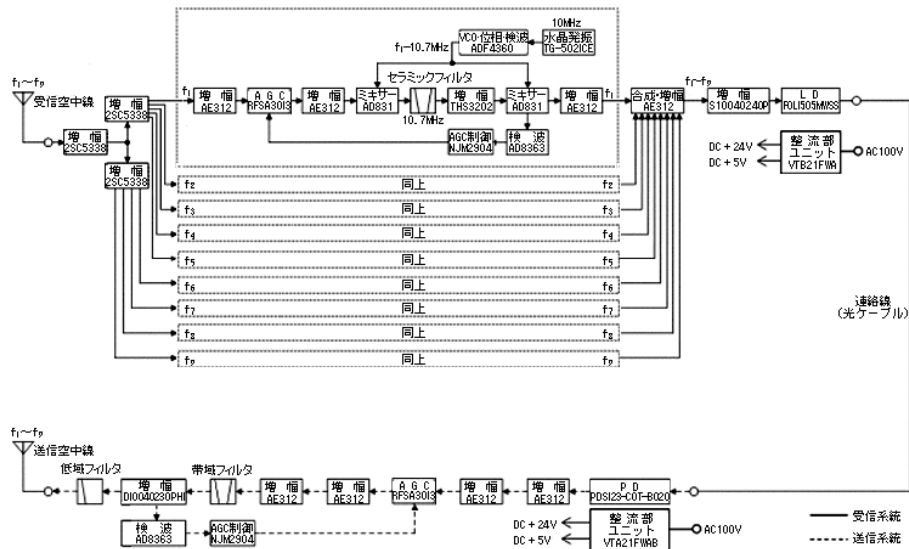 f₁～f₉
受信空中線
増幅
2SC5338
増幅
2SC5338
増幅
2SC5338
f₁
増幅
AE312
AGC
RFSA3013
増幅
AE312
ミキサー
AD831
セラミックフィルタ
10.7MHz
増幅
THS3202
ミキサー
AD831
増幅
AE312
f₁
f₁-10.7MHz
VCO・位相・検波
ADF4360
10MHz
水晶発振
TG-502ICE
AGC制御
NJM2904
検波
AD8363
合成・増幅
AE312
f₁～f₉
増幅
S10040240P
LD
FOLI505MWSS
DC+24V
DC+5V
整流部
ユニット
VTB21FWA
AC100V
f₂ 同上 f₂
f₃ 同上 f₃
f₄ 同上 f₄
f₅ 同上 f₅
f₆ 同上 f₆
f₇ 同上 f₇
f₈ 同上 f₈
f₉ 同上 f₉
連絡線
(光ケーブル)
f₁～f₉
送信空中線
低域フィルタ
増幅
D10040230PH1
帯域フィルタ
増幅
AE312
増幅
AE312
AGC
RFSA3013
増幅
AE312
増幅
AE312
PD
PDSI23-C0T-B020
検波
AD8363
AGC制御
NJM2904
DC+24V
DC+5V
整流部
ユニット
VTA21FWAB
AC100V
受信系統
送信系統